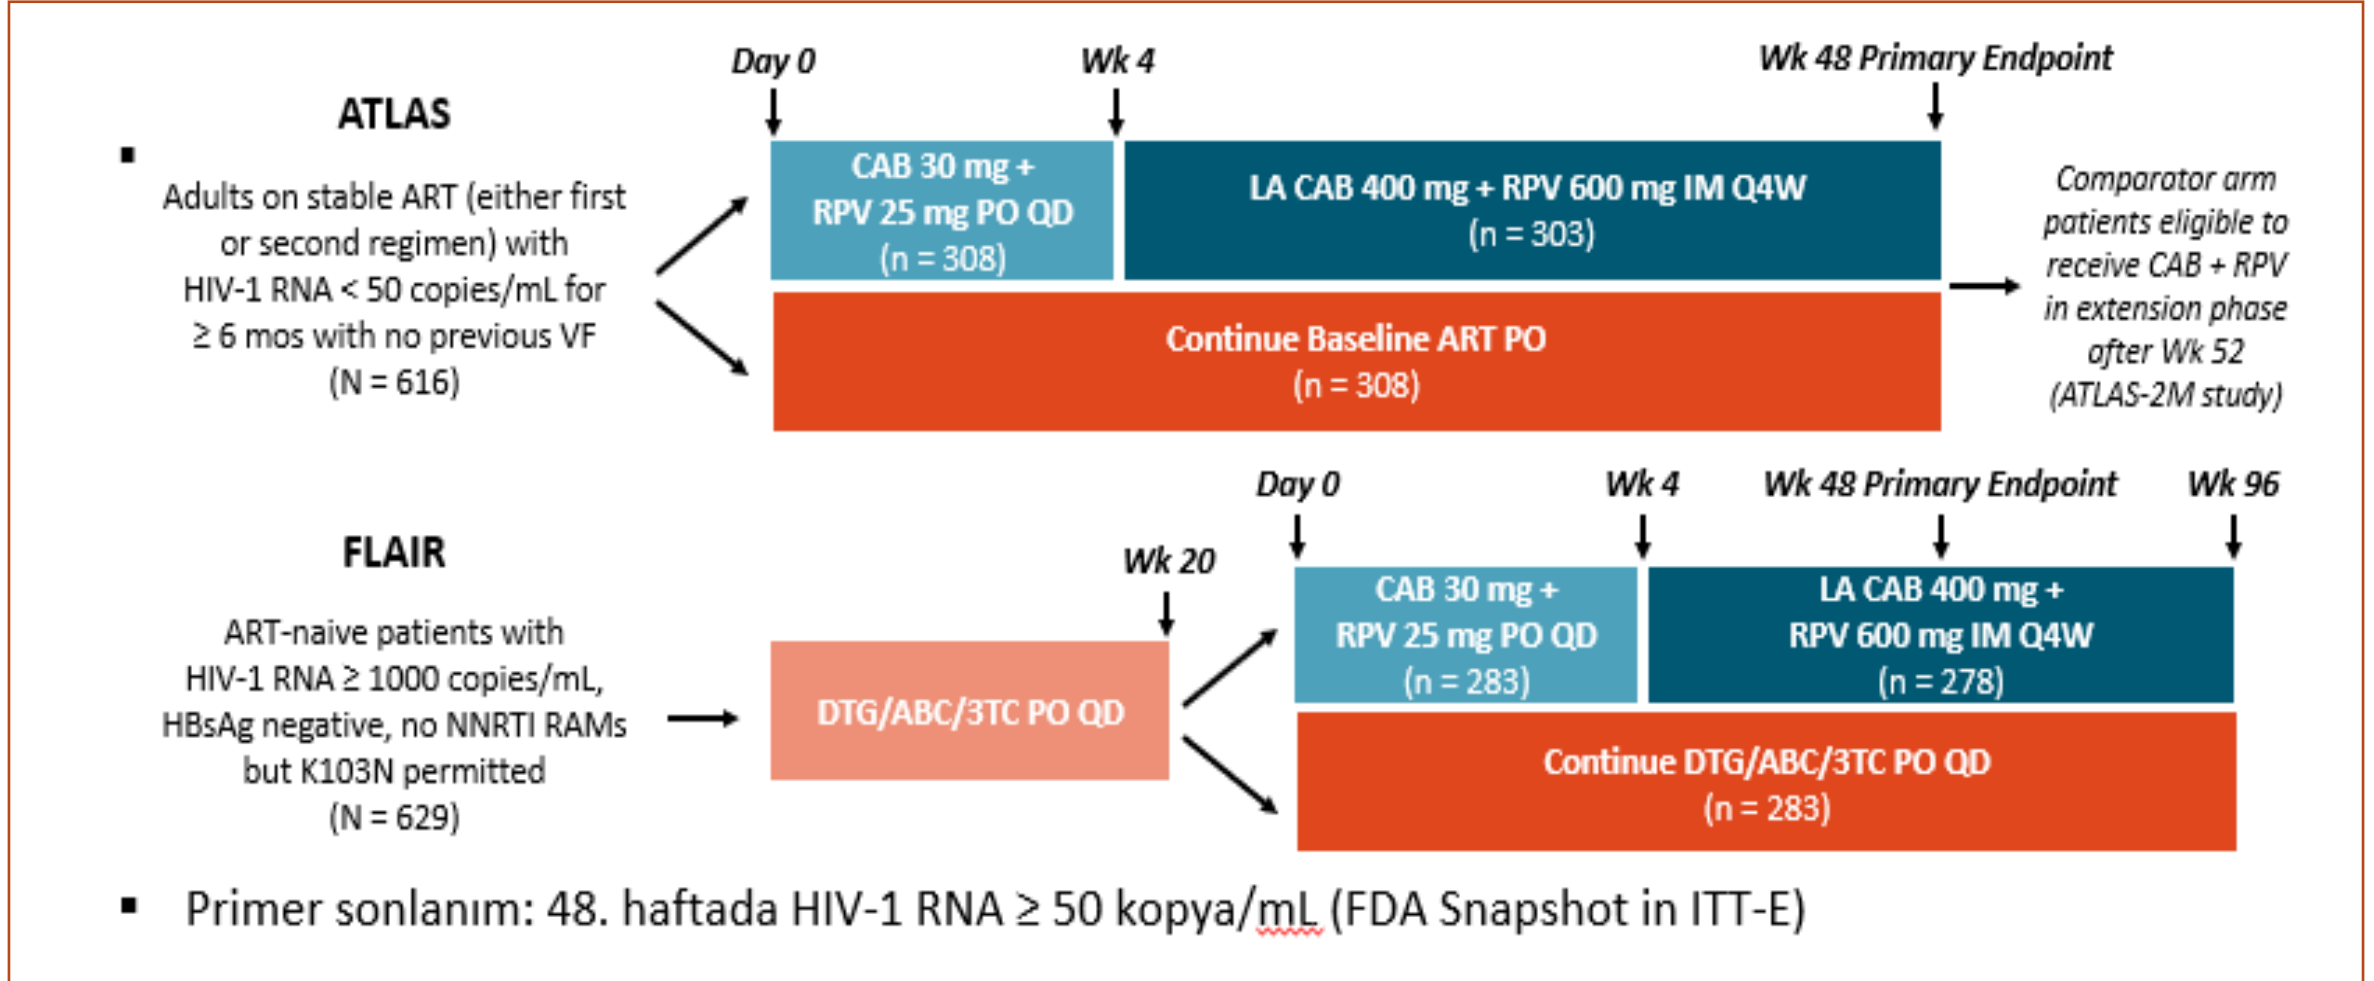 Day 0
Wk 4
Wk 48 Primary Endpoint
ATLAS
Adults on stable ART (either first
or second regimen) with
HIV-1 RNA < 50 copies/mL for
≥ 6 mos with no previous VF
(N = 616)
CAB 30 mg +
RPV 25 mg PO QD
(n = 308)
LA CAB 400 mg + RPV 600 mg IM Q4W
(n = 303)
Continue Baseline ART PO
(n = 308)
Comparator arm
patients eligible to
receive CAB + RPV
in extension phase
after Wk 52
(ATLAS-2M study)
Day 0
Wk 4
Wk 48 Primary Endpoint
Wk 96
FLAIR
ART-naive patients with
HIV-1 RNA ≥ 1000 copies/mL,
HBsAg negative, no NNRTI RAMs
but K103N permitted
(N = 629)
Wk 20
DTG/ABC/3TC PO QD
CAB 30 mg +
RPV 25 mg PO QD
(n = 283)
LA CAB 400 mg +
RPV 600 mg IM Q4W
(n = 278)
Continue DTG/ABC/3TC PO QD
(n = 283)
▪ Primer sonlanım: 48. haftada HIV-1 RNA ≥ 50 kopya/mL (FDA Snapshot in ITT-E)